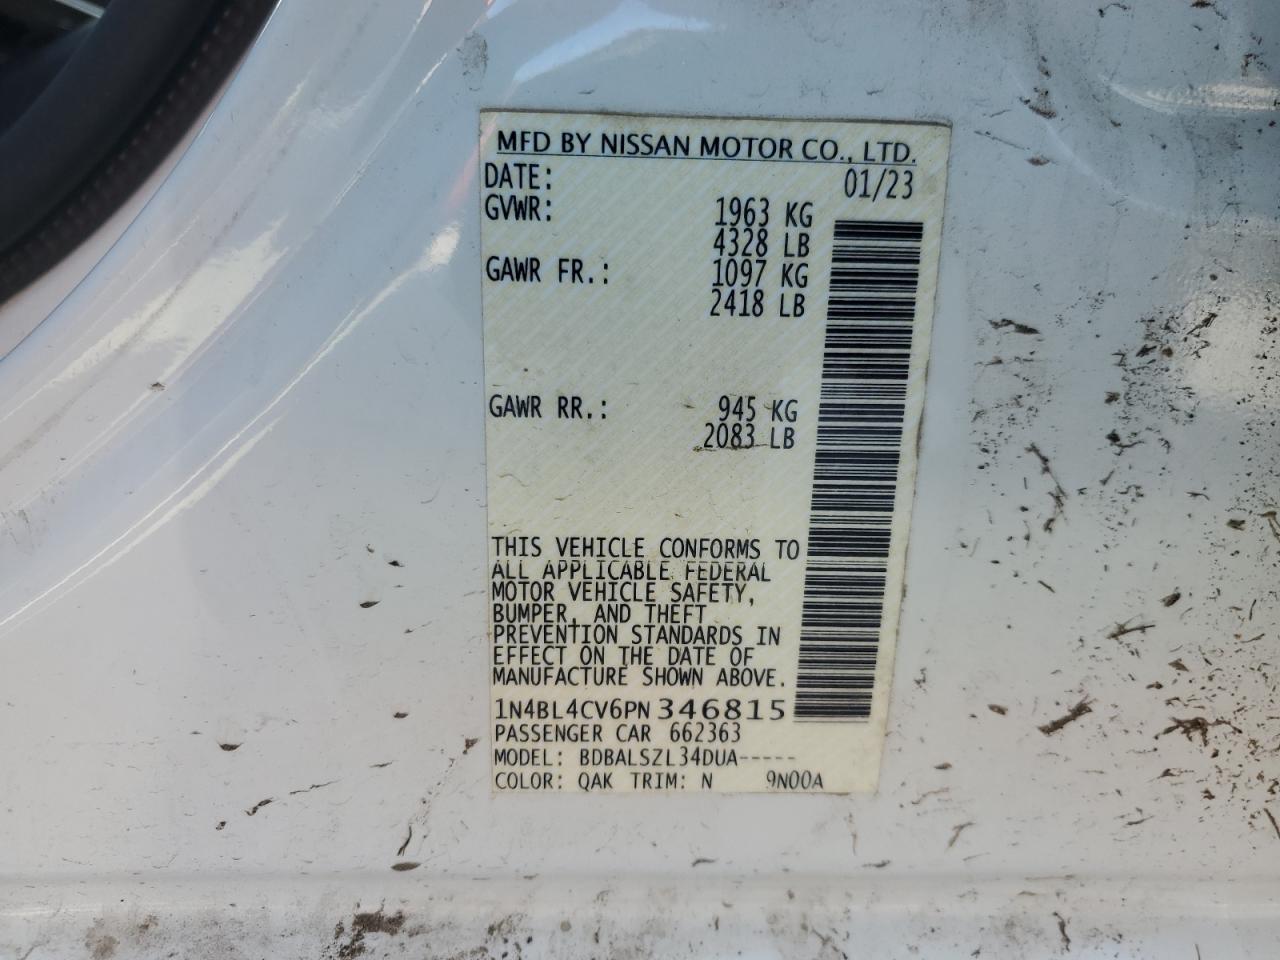 MFD BY NISSAN MOTOR CO., LTD.
DATE: 01/23
GVWR: 1963 KG
4328 LB
GAWR FR.: 1097 KG
2418 LB
GAWR RR.: 945 KG
2083 LB
THIS VEHICLE CONFORMS TO
ALL APPLICABLE FEDERAL
MOTOR VEHICLE SAFETY,
BUMPER, AND THEFT
PREVENTION STANDARDS IN
EFFECT ON THE DATE OF
MANUFACTURE SHOWN ABOVE.
1N4BL4CV6PN346815
PASSENGER CAR 662363
MODEL: BDBALSZL34DUA-----
COLOR: QAK TRIM: N 9N00A